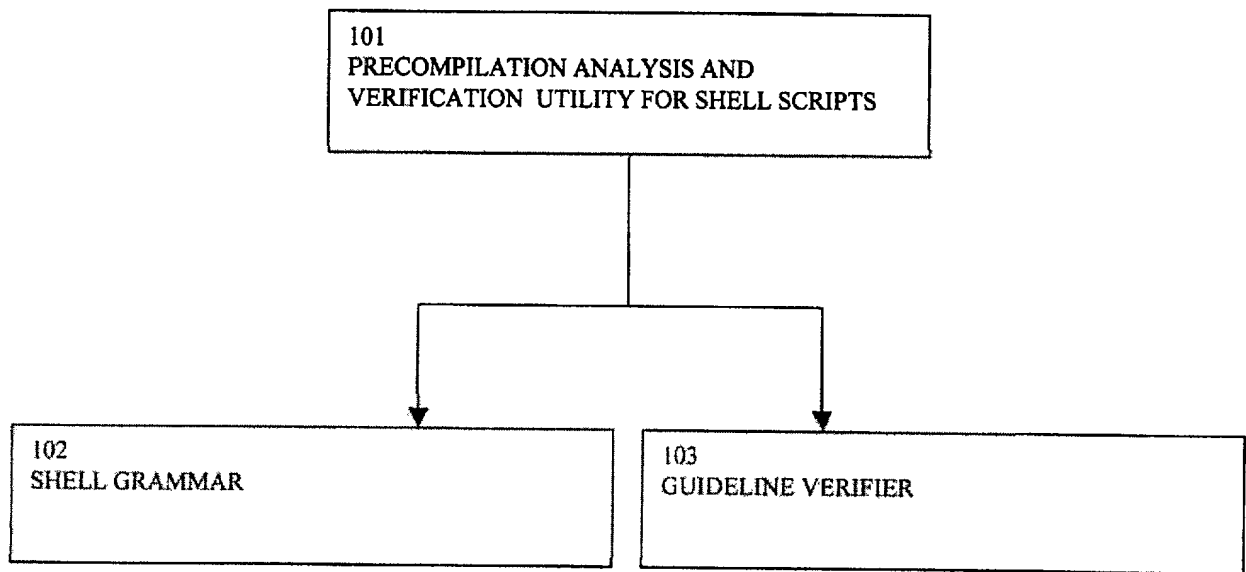 101
PRECOMPILATION ANALYSIS AND
VERIFICATION UTILITY FOR SHELL SCRIPTS
102
SHELL GRAMMAR
103
GUIDELINE VERIFIER